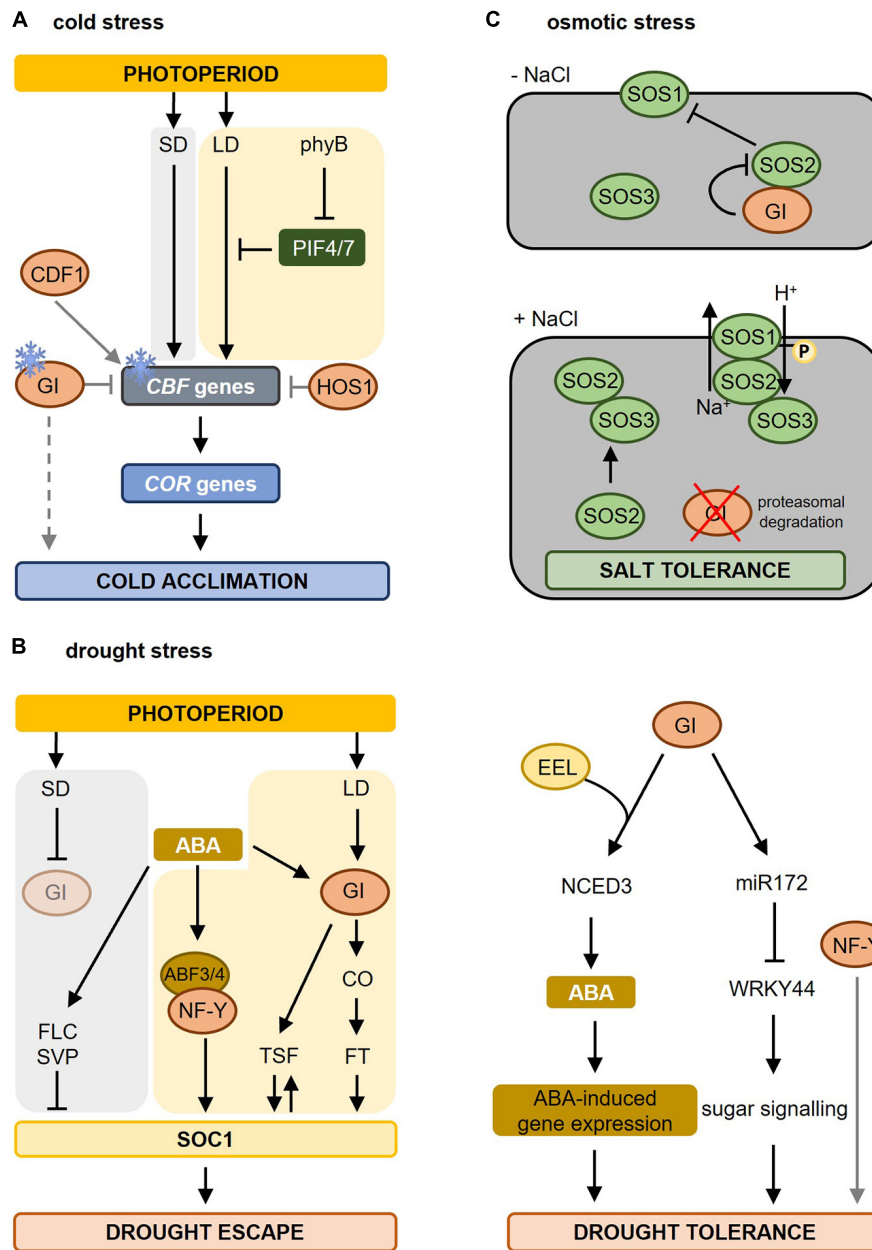 A cold stress
PHOTOPERIOD
SD LD phyB
PIF4/7
CDF1
GI
CBF genes
HOS1
COR genes
COLD ACCLIMATION
C osmotic stress
- NaCl
SOS1
SOS2
SOS3
GI
+ NaCl
H+
SOS1
P
SOS2
SOS2
Na+
SOS3
SOS3
SOS2
GI
proteasomal
degradation
SALT TOLERANCE
B drought stress
PHOTOPERIOD
SD
LD
ABA
GI
GI
ABF3/4
NF-Y
CO
FLC
SVP
TSF
FT
SOC1
DROUGHT ESCAPE
GI
EEL
NCED3
miR172
NF-Y
ABA
WRKY44
ABA-induced
gene expression
sugar signalling
DROUGHT TOLERANCE